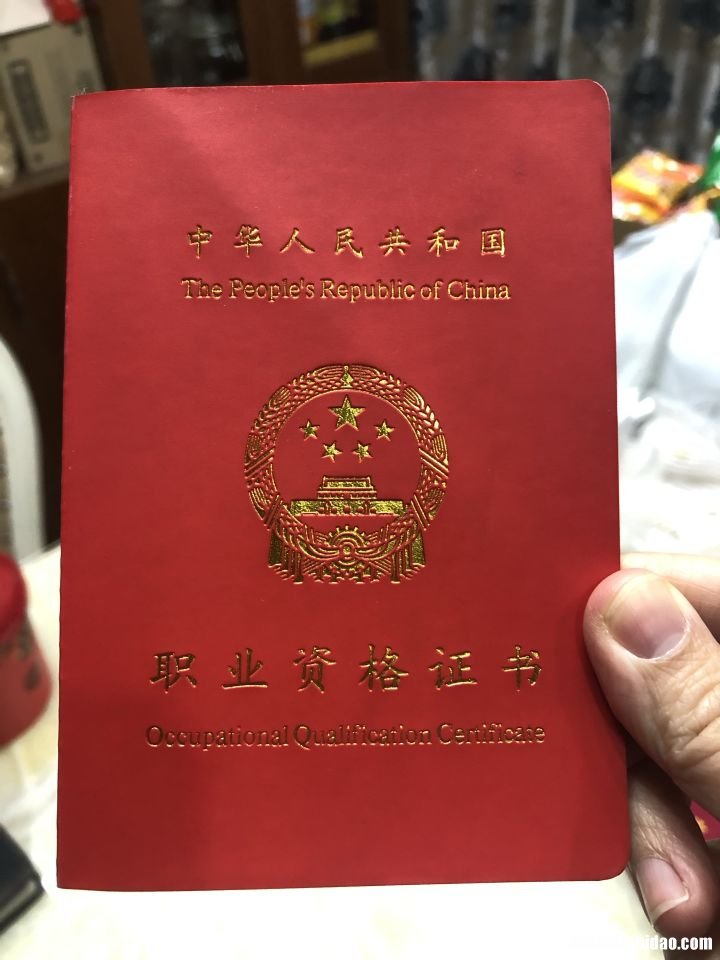 中华人民共和国
The People's Republic of China
职业资格证书
Occupational Qualification Certificate